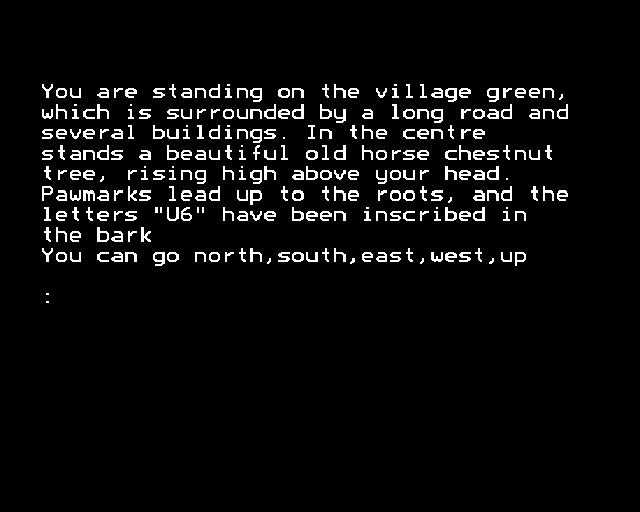 You are standing on the village green,
which is surrounded by a long road and
several buildings. In the centre
stands a beautiful old horse chestnut
tree, rising high above your head.
Pawmarks lead up to the roots, and the
letters "U6" have been inscribed in
the bark
You can go north,south,east,west,up
: